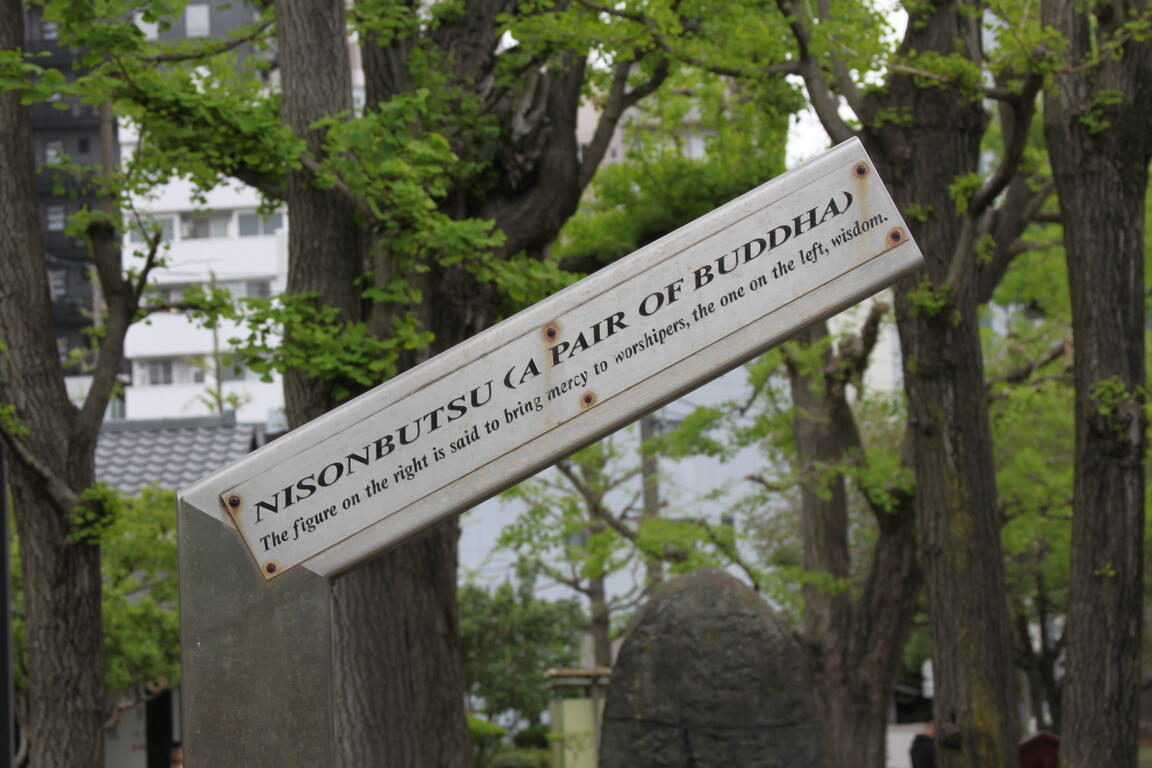 NISONBUTSU (A PAIR OF BUDDHA)
The figure on the right is said to bring mercy to worshipers, the one on the left, wisdom.